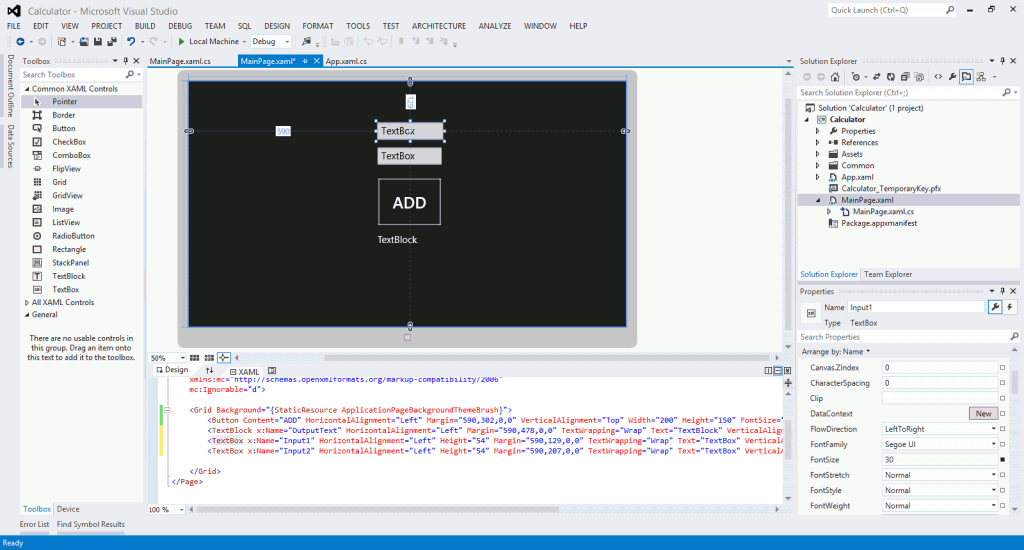 Calculator - Microsoft Visual Studio
Quick Launch (Ctrl+Q)
FILE EDIT VIEW PROJECT BUILD DEBUG TEAM SQL DESIGN FORMAT TOOLS TEST ARCHITECTURE ANALYZE WINDOW HELP
Local Machine Debug
Document Outline
Data Sources
Toolbox
Search Toolbox
Common XAML Controls
Pointer
Border
Button
CheckBox
ComboBox
FlipView
Grid
GridView
Image
ListView
RadioButton
Rectangle
StackPanel
TextBlock
TextBox
All XAML Controls
General
There are no usable controls in
this group. Drag an item onto
this text to add it to the toolbox.
Toolbox Device
Error List Find Symbol Results
MainPage.xaml.cs MainPage.xaml* App.xaml.cs
129
590
TextBox
TextBox
ADD
TextBlock
50%
Design XAML
xmlns:mc="http://schemas.openxmlformats.org/markup-compatibility/2006"
mc:Ignorable="d">
<Grid Background="{StaticResource ApplicationPageBackgroundThemeBrush}">
<Button Content="ADD" HorizontalAlignment="Left" Margin="590,302,0,0" VerticalAlignment="Top" Width="200" Height="150" FontSize=
<TextBlock x:Name="OutputText" HorizontalAlignment="Left" Margin="590,478,0,0" TextWrapping="Wrap" Text="TextBlock" VerticalAlig
<TextBox x:Name="Input1" HorizontalAlignment="Left" Height="54" Margin="590,129,0,0" TextWrapping="Wrap" Text="TextBox" VerticalA
<TextBox x:Name="Input2" HorizontalAlignment="Left" Height="54" Margin="590,207,0,0" TextWrapping="Wrap" Text="TextBox" VerticalA
</Grid>
</Page>
100 %
Solution Explorer
Search Solution Explorer (Ctrl+;)
Solution 'Calculator' (1 project)
Calculator
Properties
References
Assets
Common
App.xaml
Calculator_TemporaryKey.pfx
MainPage.xaml
MainPage.xaml.cs
Package.appxmanifest
Solution Explorer Team Explorer
Properties
Name Input1
Type TextBox
Search Properties
Arrange by: Name
Canvas.ZIndex 0
CharacterSpacing 0
Clip
DataContext New
FlowDirection LeftToRight
FontFamily Segoe UI
FontSize 30
FontStretch Normal
FontStyle Normal
FontWeight Normal
Ready